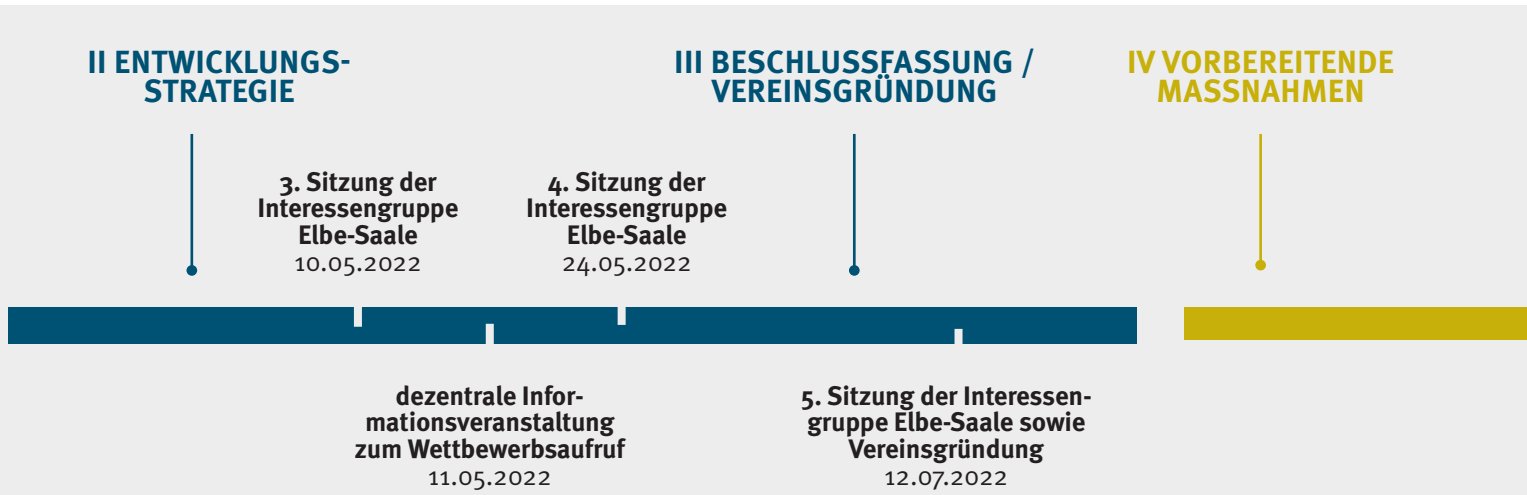 II ENTWICKLUNGS-
STRATEGIE
III BESCHLUSSFASSUNG /
VEREINSGRÜNDUNG
IV VORBEREITENDE
MASSNAHMEN
3. Sitzung der
Interessengruppe
Elbe-Saale
10.05.2022
4. Sitzung der
Interessengruppe
Elbe-Saale
24.05.2022
dezentrale Infor-
mationsveranstaltung
zum Wettbewerbsaufruf
11.05.2022
5. Sitzung der Interessen-
gruppe Elbe-Saale sowie
Vereinsgründung
12.07.2022